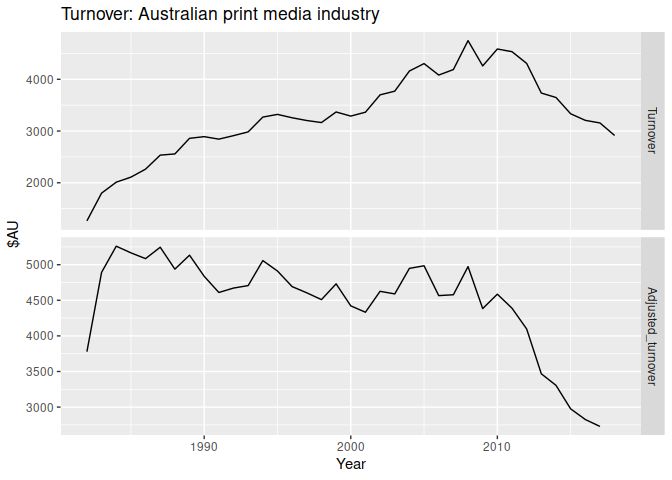 Turnover: Australian print media industry
4000
3000
2000
Turnover
$AU
5000
4500
4000
3500
3000
Adjusted_turnover
1990
2000
2010
Year